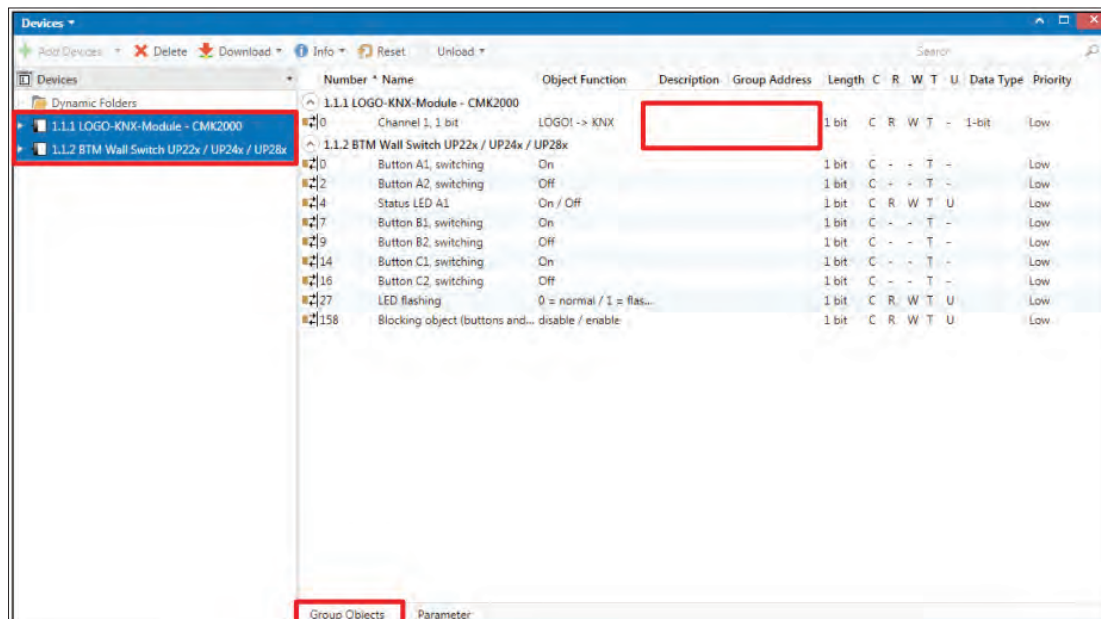 Devices
Add Devices Delete Download Info Reset Unload Search
Devices
Dynamic Folders
1.1.1 LOGO-KNX-Module - CMK2000
1.1.2 BTM Wall Switch UP22x / UP24x / UP28x
Number * Name Object Function Description Group Address Length C R W T U Data Type Priority
1.1.1 LOGO-KNX-Module - CMK2000
0 Channel 1, 1 bit LOGO! -> KNX 1 bit C R W T - 1-bit Low
1.1.2 BTM Wall Switch UP22x / UP24x / UP28x
0 Button A1, switching On 1 bit C - - T - Low
2 Button A2, switching Off 1 bit C - - T - Low
4 Status LED A1 On / Off 1 bit C R W T U Low
7 Button B1, switching On 1 bit C - - T - Low
9 Button B2, switching Off 1 bit C - - T - Low
14 Button C1, switching On 1 bit C - - T - Low
16 Button C2, switching Off 1 bit C - - T - Low
27 LED flashing 0 = normal / 1 = flas... 1 bit C R W T U Low
158 Blocking object (buttons and... disable / enable 1 bit C R W T U Low
Group Objects Parameter